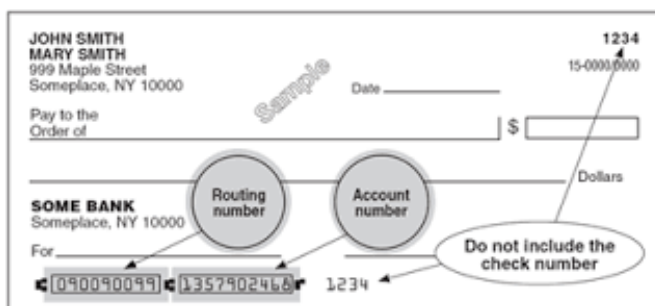 JOHN SMITH
MARY SMITH
999 Maple Street
Someplace, NY 10000
1234
15-0000/0000
Sample
Date
Pay to the
Order of
$
Dollars
Routing
number
Account
number
SOME BANK
Someplace, NY 10000
For
Do not include the
check number
090090099
1357902468
1234